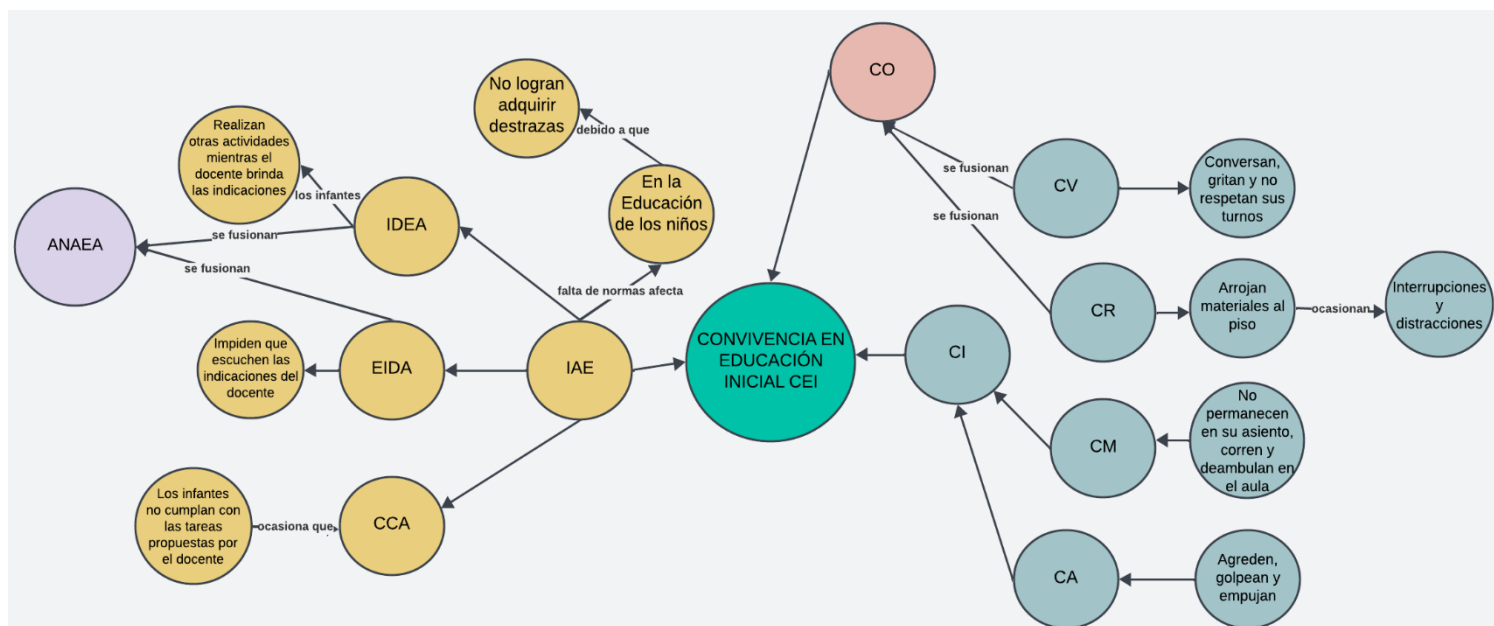 CO
No logran
adquirir
destrazas
debido a que
Realizan
otras actividades
mientras el
docente brinda
las indicaciones
los infantes
En la
Educación
de los niños
ANAEA
se fusionan
IDEA
se fusionan
falta de normas afecta
Impiden que
escuchen las
indicaciones del
docente
EIDA
IAE
CONVIVENCIA EN
EDUCACIÓN
INICIAL CEI
Los infantes
no cumplan con
las tareas
propuestas por
el docente
ocasiona que
CCA
se fusionan
CV
Conversan,
gritan y no
respetan sus
turnos
se fusionan
CR
Arrojan
materiales al
piso
ocasionan
Interrupciones
y
distracciones
CI
CM
No
permanecen
en su asiento,
corren y
deambulan en
el aula
CA
Agreden,
golpean y
empujan